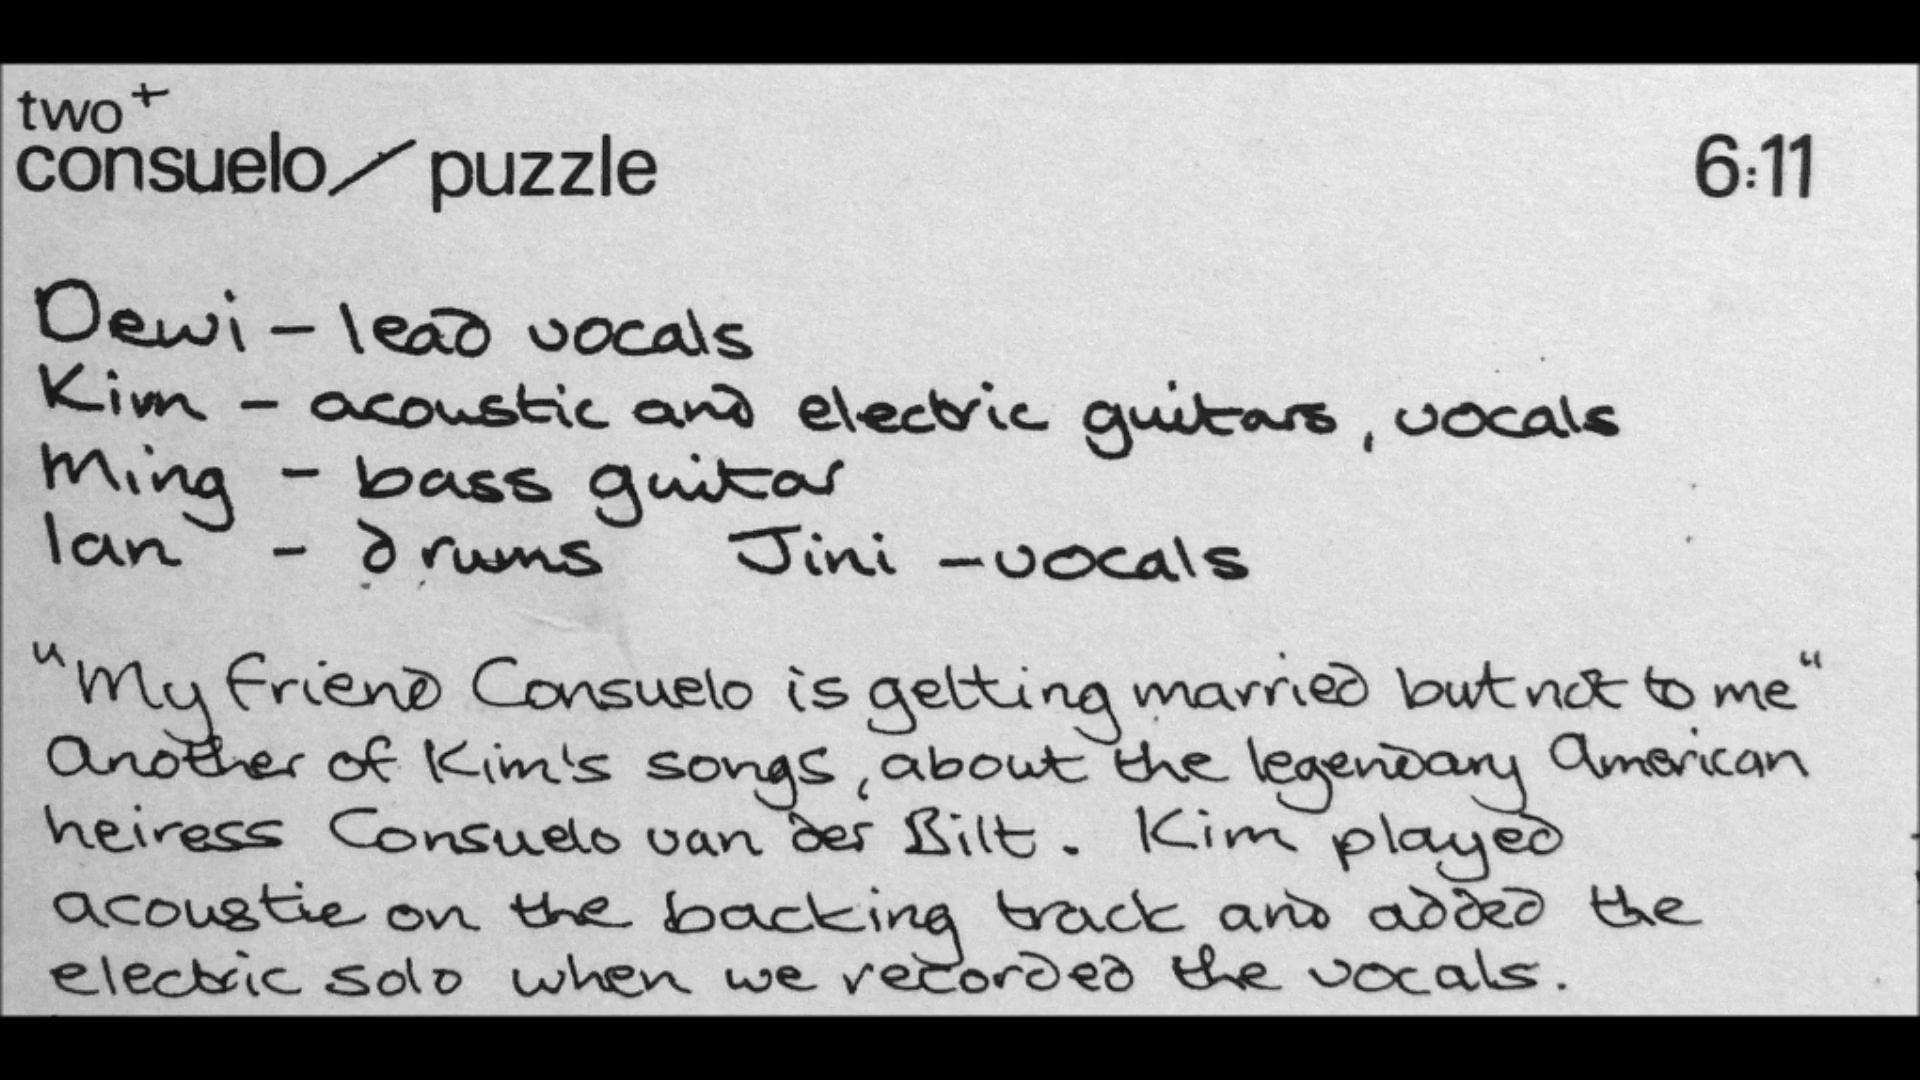 two+
consuelo / puzzle 6:11
Dewi - lead vocals
Kim - acoustic and electric guitars, vocals
Ming - bass guitar
Ian - drums Jini - vocals
"My friend Consuelo is getting married but not to me"
Another of Kim's songs, about the legendary American
heiress Consuelo van der Bilt. Kim played
acoustic on the backing track and added the
electric solo when we recorded the vocals.